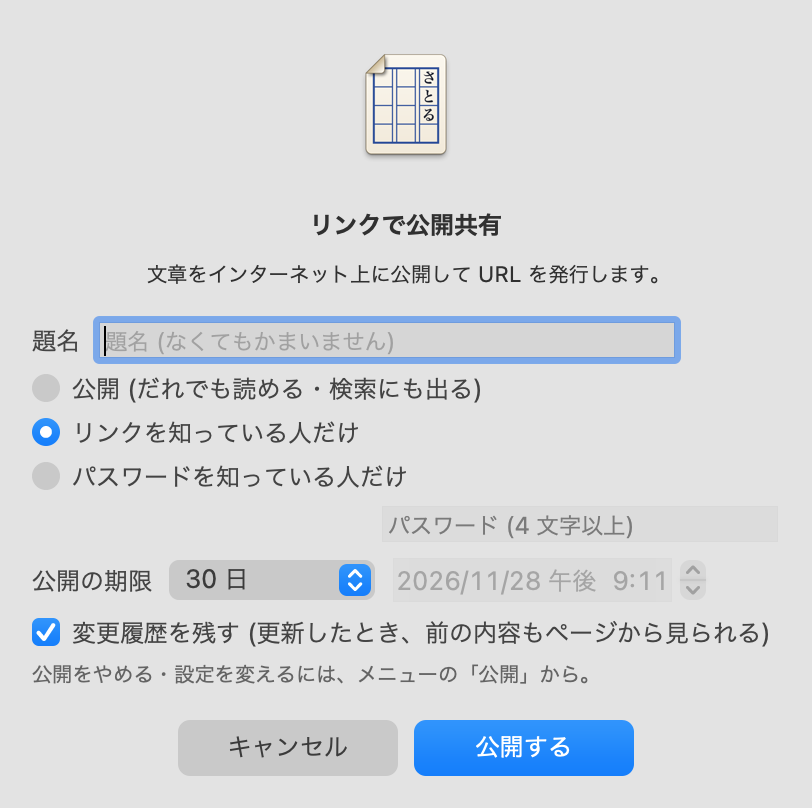 さとる
リンクで公開共有
文章をインターネット上に公開して URL を発行します。
題名 題名 (なくてもかまいません)
公開 (だれでも読める・検索にも出る)
リンクを知っている人だけ
パスワードを知っている人だけ
パスワード (4 文字以上)
公開の期限 30 日 2026/11/28 午後 9:11
変更履歴を残す (更新したとき、前の内容もページから見られる)
公開をやめる・設定を変えるには、メニューの「公開」から。
キャンセル 公開する